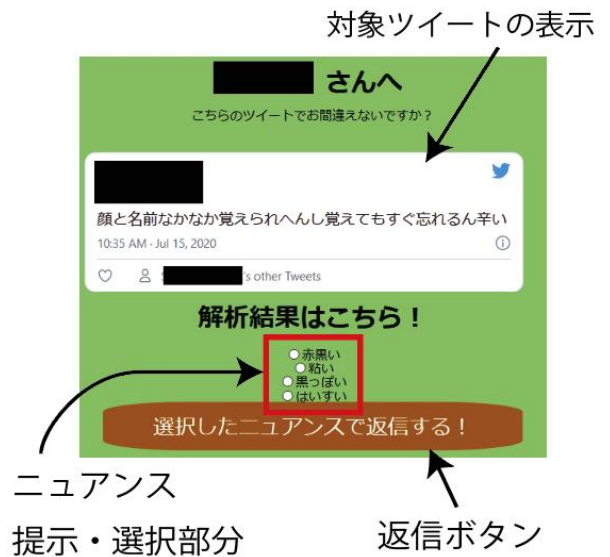 対象ツイートの表示
さんへ
こちらのツイートでお間違えないですか？
顔と名前なかなか覚えられへんし覚えてもすぐ忘れるん辛い
10:35 AM · Jul 15, 2020
's other Tweets
解析結果はこちら！
赤黒い
粘い
黒っぽい
はいすい
選択したニュアンスで返信する！
ニュアンス
提示・選択部分
返信ボタン